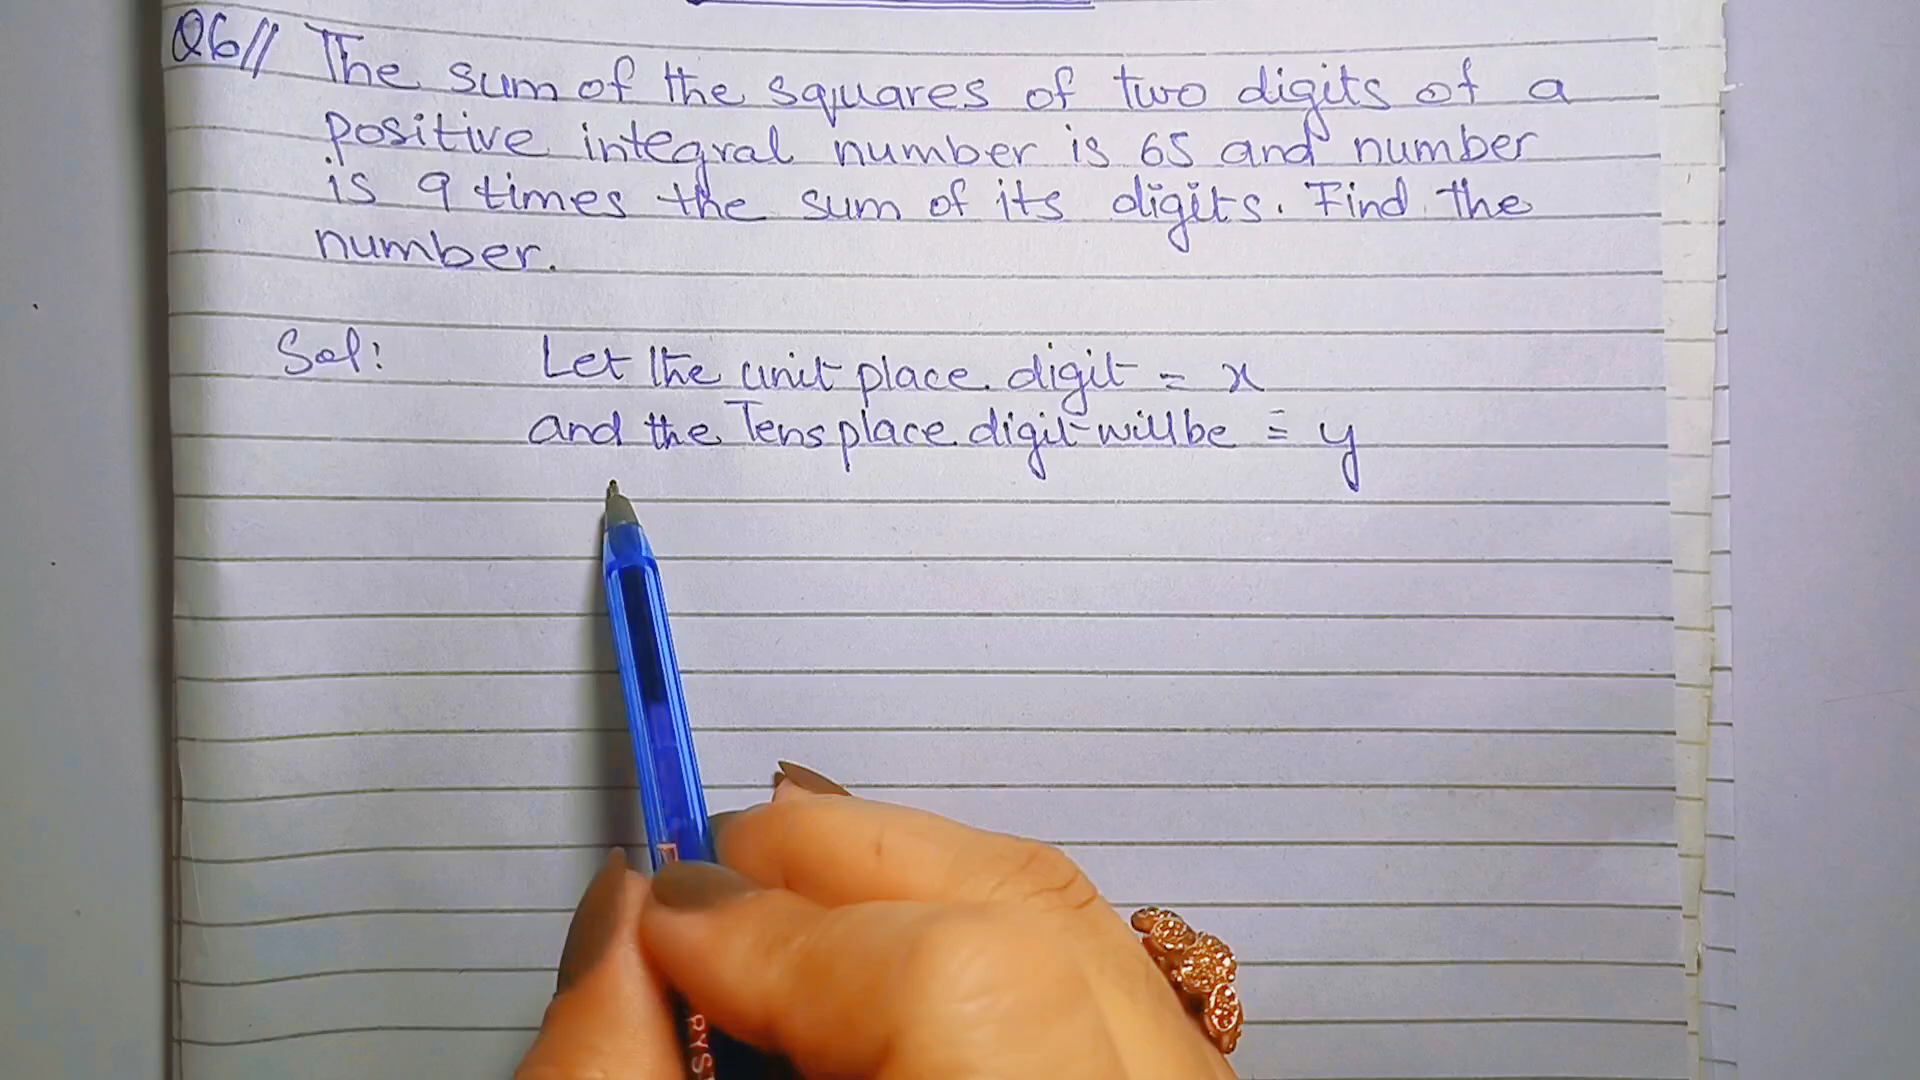 Q6// The sum of the squares of two digits of a
positive integral number is 65 and number
is 9 times the sum of its digits. Find the
number.
Sol: Let the unit place digit = x
and the Tens place digit will be = y